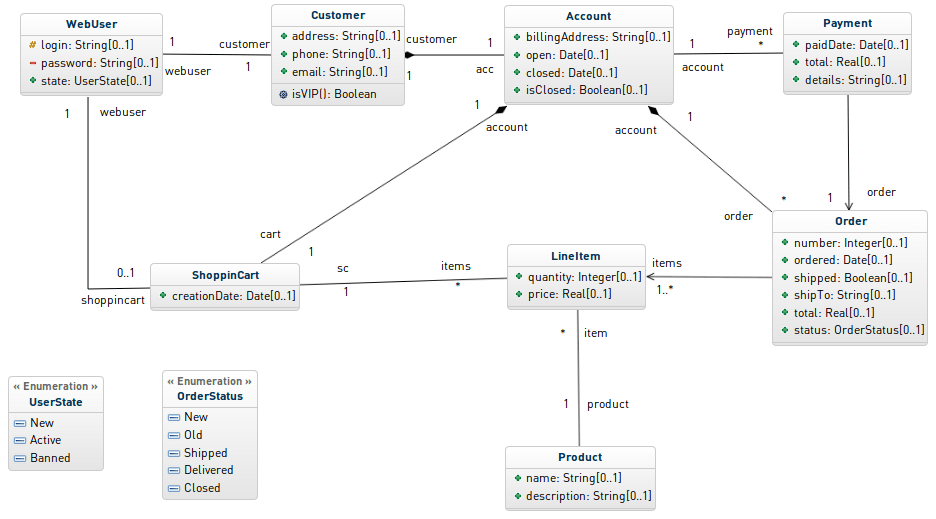 WebUser
login: String[0..1]
password: String[0..1]
state: UserState[0..1]
1
customer
webuser
1
Customer
address: String[0..1]
phone: String[0..1]
email: String[0..1]
isVIP(): Boolean
customer
1
1
acc
Account
billingAddress: String[0..1]
open: Date[0..1]
closed: Date[0..1]
isClosed: Boolean[0..1]
1
payment
*
account
Payment
paidDate: Date[0..1]
total: Real[0..1]
details: String[0..1]
1
webuser
1
account
1
account
order
1
*
order
cart
1
0..1
shoppincart
ShoppinCart
creationDate: Date[0..1]
sc
1
items
*
LineItem
quantity: Integer[0..1]
price: Real[0..1]
items
1..*
Order
number: Integer[0..1]
ordered: Date[0..1]
shipped: Boolean[0..1]
shipTo: String[0..1]
total: Real[0..1]
status: OrderStatus[0..1]
*
item
1
product
Product
name: String[0..1]
description: String[0..1]
« Enumeration »
UserState
New
Active
Banned
« Enumeration »
OrderStatus
New
Old
Shipped
Delivered
Closed